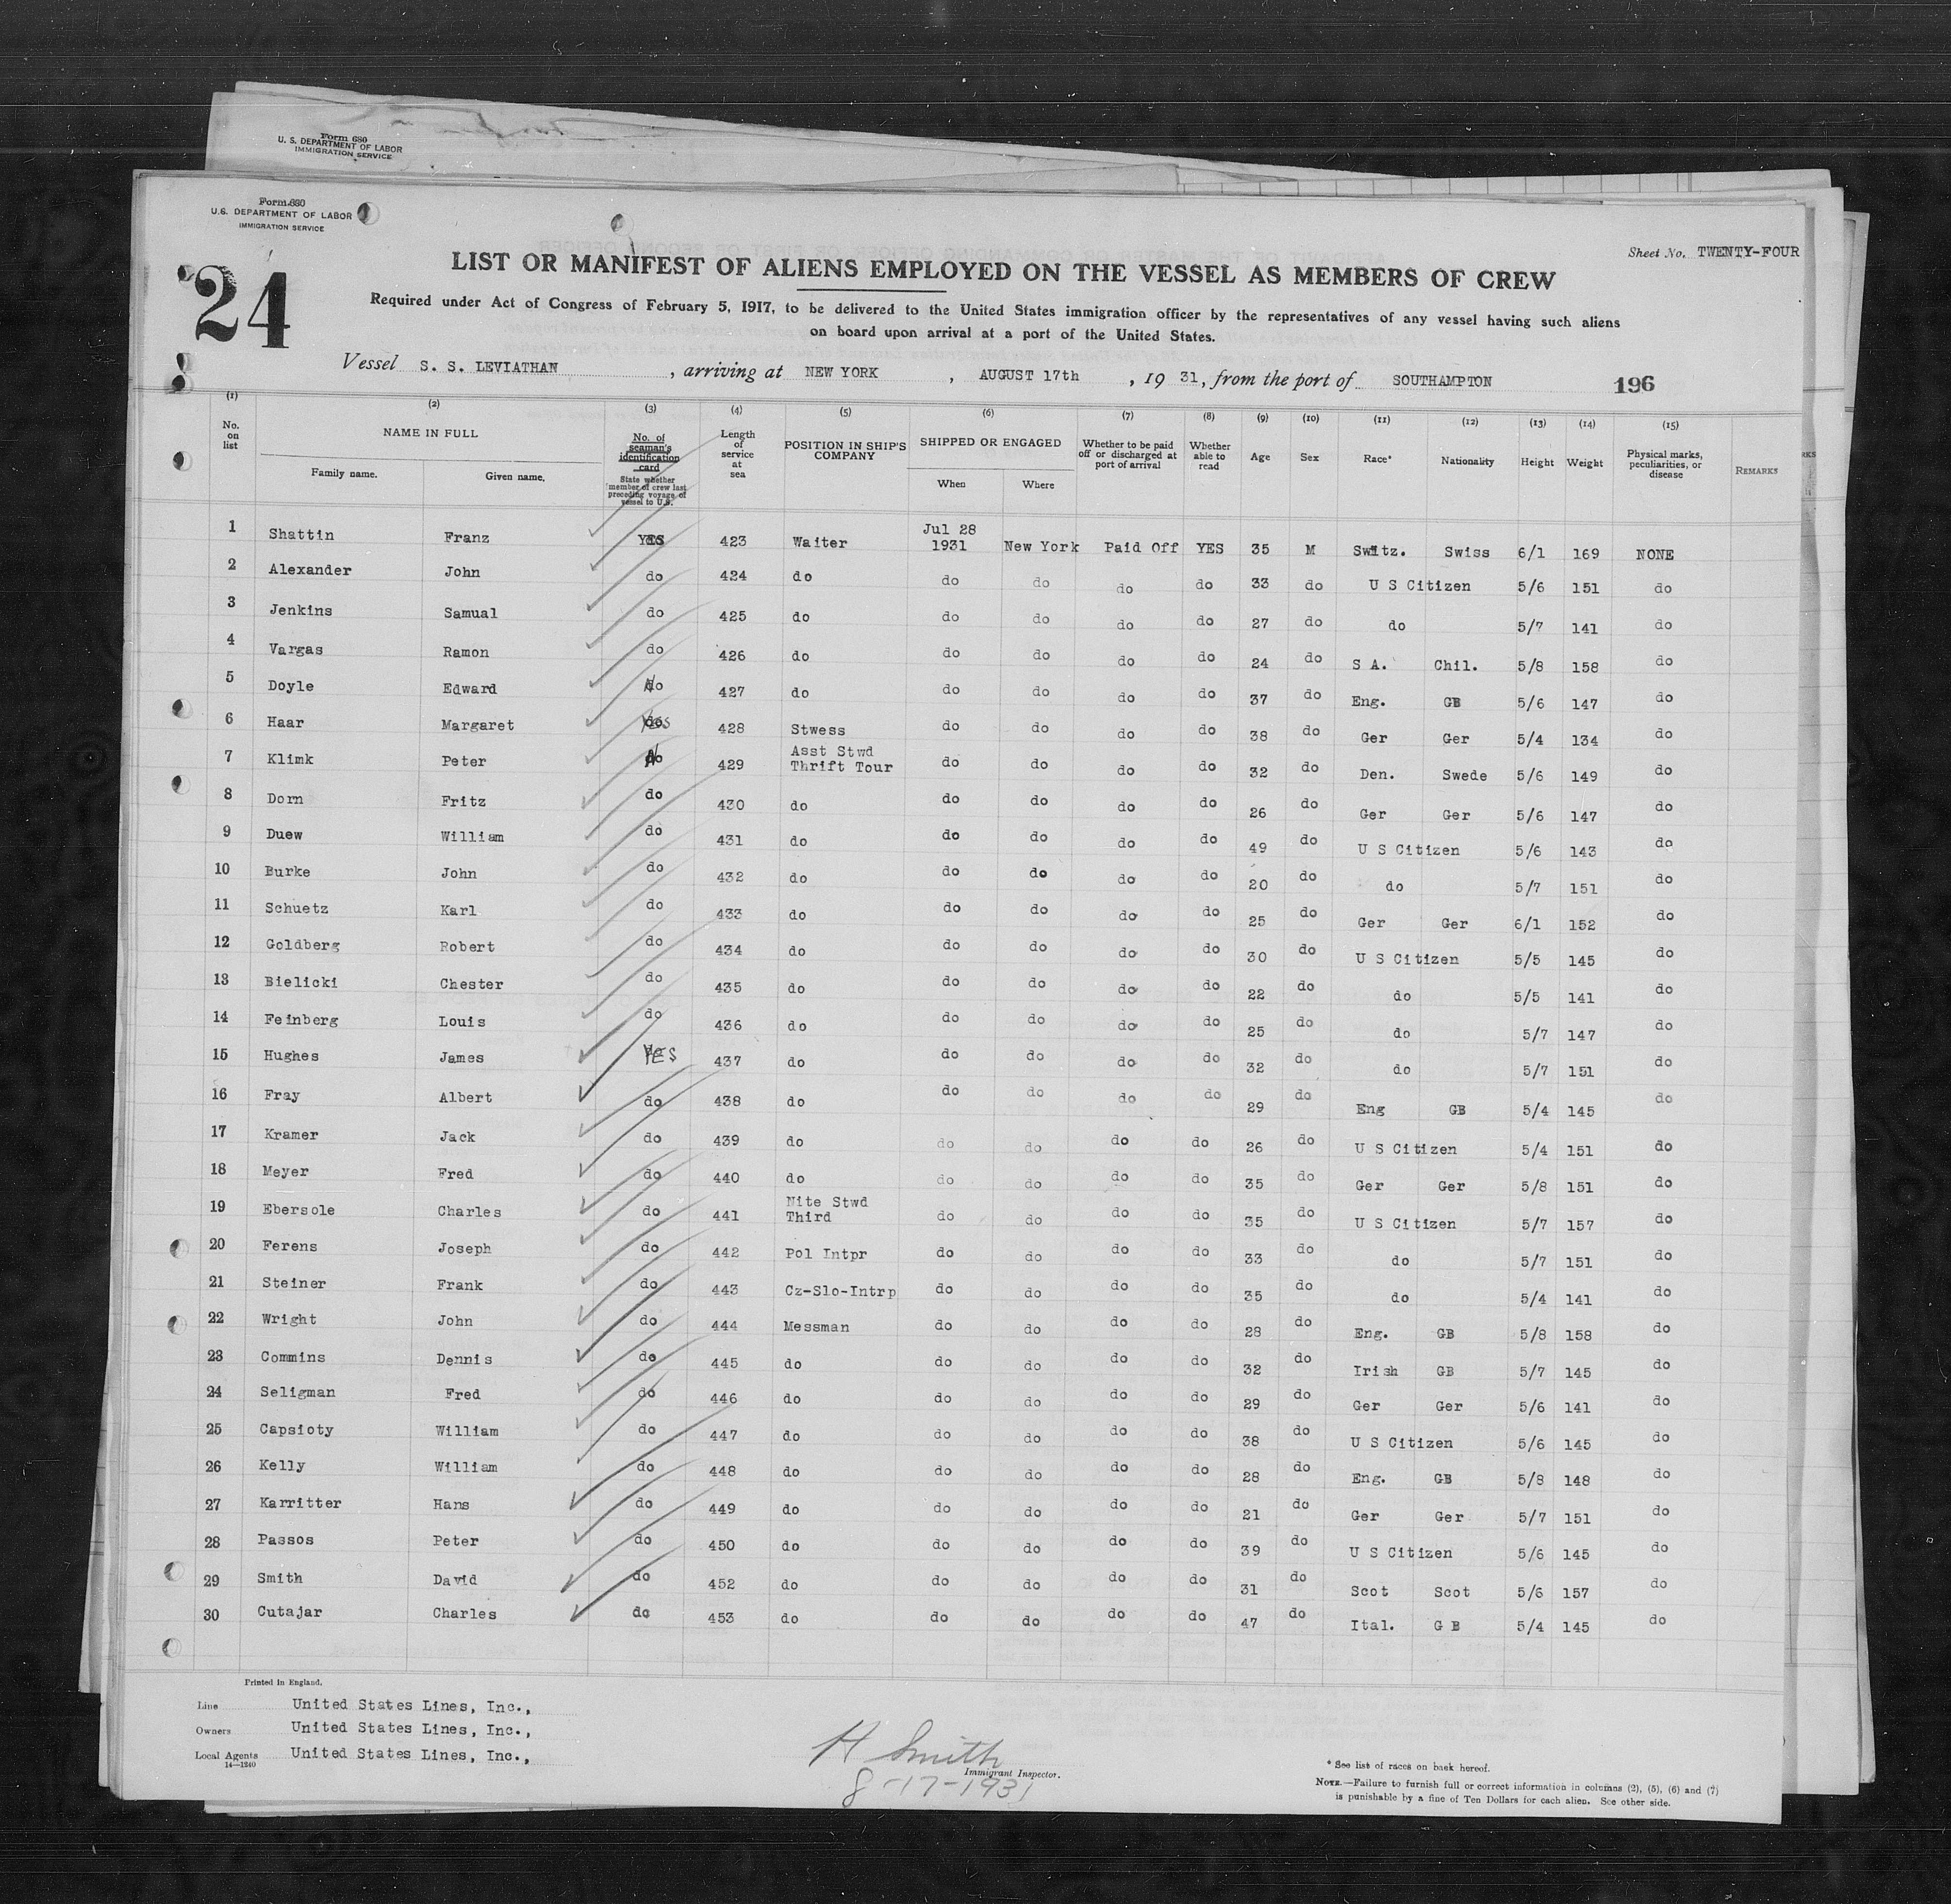 Form 680
U. S. DEPARTMENT OF LABOR
IMMIGRATION SERVICE
Form 680
U.S. DEPARTMENT OF LABOR
IMMIGRATION SERVICE
Sheet No. TWENTY-FOUR
24
LIST OR MANIFEST OF ALIENS EMPLOYED ON THE VESSEL AS MEMBERS OF CREW
Required under Act of Congress of February 5, 1917, to be delivered to the United States immigration officer by the representatives of any vessel having such aliens
on board upon arrival at a port of the United States.
Vessel S. S. LEVIATHAN, arriving at NEW YORK, AUGUST 17th, 19 31, from the port of SOUTHAMPTON 196
(1) (2) (3) (4) (5) (6) (7) (8) (9) (10) (11) (12) (13) (14) (15)
No. on list NAME IN FULL Family name. Given name. No. of seaman's identification card State whether member of crew last preceding voyage of vessel to U.S. Length of service at sea POSITION IN SHIP'S COMPANY SHIPPED OR ENGAGED When Where Whether to be paid off or discharged at port of arrival Whether able to read Age Sex Race* Nationality Height Weight Physical marks, peculiarities, or disease REMARKS
1 Shattin Franz YES 423 Waiter Jul 28 1931 New York Paid Off YES 35 M Switz. Swiss 6/1 169 NONE
2 Alexander John do 424 do do do do do 33 do U S Citizen 5/6 151 do
3 Jenkins Samual do 425 do do do do do 27 do do 5/7 141 do
4 Vargas Ramon do 426 do do do do do 24 do S A. Chil. 5/8 158 do
5 Doyle Edward No 427 do do do do do 37 do Eng. GB 5/6 147 do
6 Haar Margaret Yes 428 Stwess do do do do 38 do Ger Ger 5/4 134 do
7 Klimk Peter No 429 Asst Stwd Thrift Tour do do do do 32 do Den. Swede 5/6 149 do
8 Dorn Fritz do 430 do do do do do 26 do Ger Ger 5/6 147 do
9 Duew William do 431 do do do do do 49 do U S Citizen 5/6 143 do
10 Burke John do 432 do do do do do 20 do do 5/7 151 do
11 Schuetz Karl do 433 do do do do do 25 do Ger Ger 6/1 152 do
12 Goldberg Robert do 434 do do do do do 30 do U S Citizen 5/5 145 do
13 Bielicki Chester do 435 do do do do do 22 do do 5/5 141 do
14 Feinberg Louis do 436 do do do do do 25 do do 5/7 147 do
15 Hughes James YES 437 do do do do do 32 do do 5/7 151 do
16 Fray Albert do 438 do do do do do 29 do Eng GB 5/4 145 do
17 Kramer Jack do 439 do do do do do 26 do U S Citizen 5/4 151 do
18 Meyer Fred do 440 do do do do do 35 do Ger Ger 5/8 151 do
19 Ebersole Charles do 441 Nite Stwd Third do do do do 35 do U S Citizen 5/7 157 do
20 Ferens Joseph do 442 Pol Intpr do do do do 33 do do 5/7 151 do
21 Steiner Frank do 443 Cz-Slo-Intrp do do do do 35 do do 5/4 141 do
22 Wright John do 444 Messman do do do do 28 do Eng. GB 5/8 158 do
23 Commins Dennis do 445 do do do do do 32 do Irish GB 5/7 145 do
24 Seligman Fred do 446 do do do do do 29 do Ger Ger 5/6 141 do
25 Capsioty William do 447 do do do do do 38 do U S Citizen 5/6 145 do
26 Kelly William do 448 do do do do do 28 do Eng. GB 5/8 148 do
27 Karritter Hans do 449 do do do do do 21 do Ger Ger 5/7 151 do
28 Passos Peter do 450 do do do do do 39 do U S Citizen 5/6 145 do
29 Smith David do 452 do do do do do 31 do Scot Scot 5/6 157 do
30 Cutajar Charles do 453 do do do do do 47 do Ital. G B 5/4 145 do
Printed in England.
Line United States Lines, Inc.,
Owners United States Lines, Inc.,
Local Agents United States Lines, Inc.,
14—1240
H Smith
Immigrant Inspector.
8-17-1931
* See list of races on back hereof.
NOTE.—Failure to furnish full or correct information in columns (2), (5), (6) and (7)
is punishable by a fine of Ten Dollars for each alien. See other side.